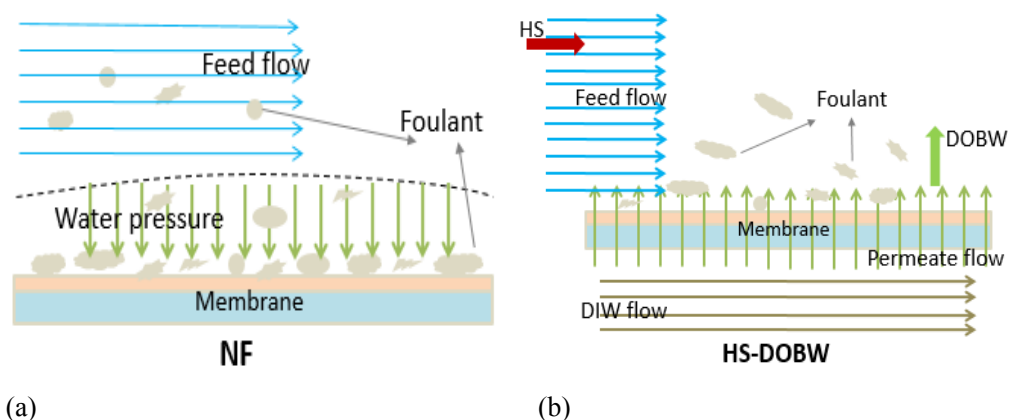 Feed flow
Foulant
Water pressure
Membrane
NF
(a)
HS
Feed flow
Foulant
DOBW
Membrane
Permeate flow
DIW flow
HS-DOBW
(b)